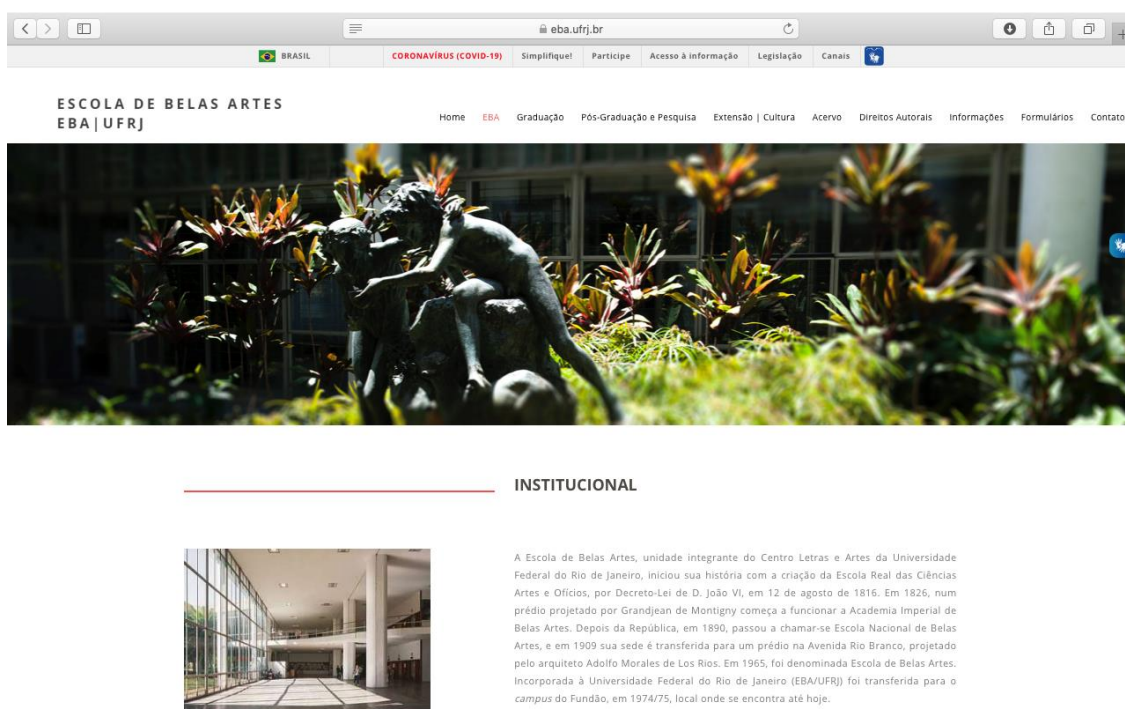 eba.ufrj.br
BRASIL CORONAVÍRUS (COVID-19) Simplifique! Participe Acesso à informação Legislação Canais
ESCOLA DE BELAS ARTES
EBA|UFRJ
Home EBA Graduação Pós-Graduação e Pesquisa Extensão | Cultura Acervo Direitos Autorais Informações Formulários Contato
INSTITUCIONAL
A Escola de Belas Artes, unidade integrante do Centro Letras e Artes da Universidade
Federal do Rio de Janeiro, iniciou sua história com a criação da Escola Real das Ciências
Artes e Ofícios, por Decreto-Lei de D. João VI, em 12 de agosto de 1816. Em 1826, num
prédio projetado por Grandjean de Montigny começa a funcionar a Academia Imperial de
Belas Artes. Depois da República, em 1890, passou a chamar-se Escola Nacional de Belas
Artes, e em 1909 sua sede é transferida para um prédio na Avenida Rio Branco, projetado
pelo arquiteto Adolfo Morales de Los Rios. Em 1965, foi denominada Escola de Belas Artes.
Incorporada à Universidade Federal do Rio de Janeiro (EBA/UFRJ) foi transferida para o
campus do Fundão, em 1974/75, local onde se encontra até hoje.